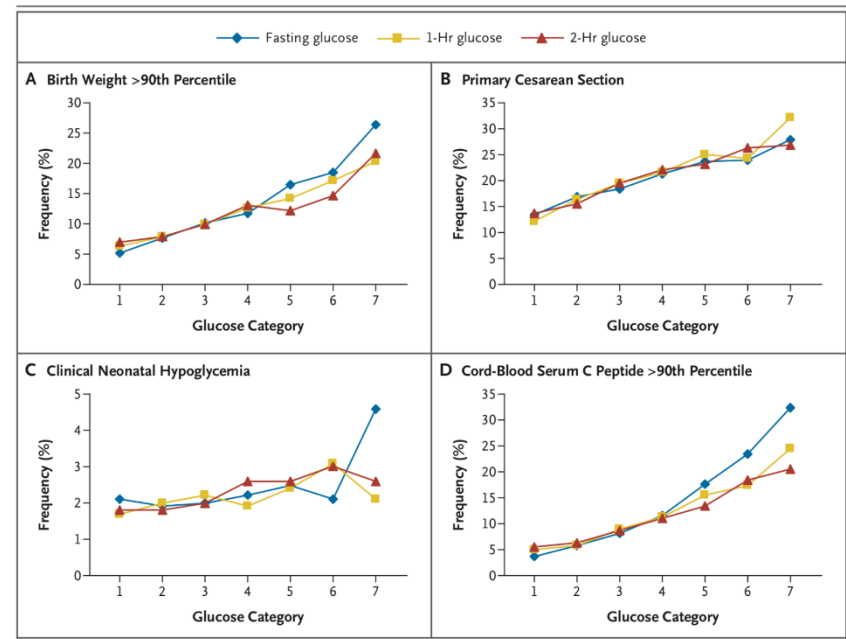 Fasting glucose 1-Hr glucose 2-Hr glucose
A Birth Weight >90th Percentile
30
25
20
15
10
5
0
Frequency (%)
1 2 3 4 5 6 7
Glucose Category
B Primary Cesarean Section
35
30
25
20
15
10
5
0
Frequency (%)
1 2 3 4 5 6 7
Glucose Category
C Clinical Neonatal Hypoglycemia
5
4
3
2
1
0
Frequency (%)
1 2 3 4 5 6 7
Glucose Category
D Cord-Blood Serum C Peptide >90th Percentile
35
30
25
20
15
10
5
0
Frequency (%)
1 2 3 4 5 6 7
Glucose Category